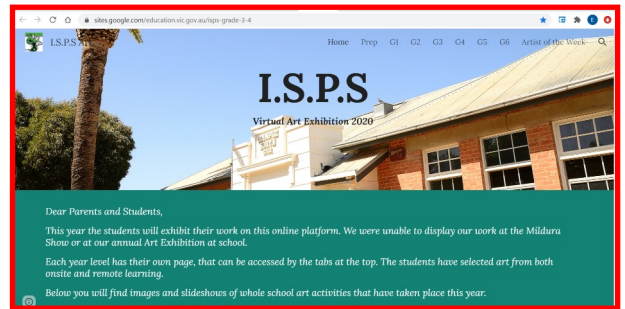 sites.google.com/education.vic.gov.au/isps-grade-3-4
I.S.P.S Art
Home Prep G1 G2 G3 G4 G5 G6 Artist of the Week
I.S.P.S
Virtual Art Exhibition 2020
Dear Parents and Students,
This year the students will exhibit their work on this online platform. We were unable to display our work at the Mildura
Show or at our annual Art Exhibition at school.
Each year level has their own page, that can be accessed by the tabs at the top. The students have selected art from both
onsite and remote learning.
Below you will find images and slideshows of whole school art activities that have taken place this year.